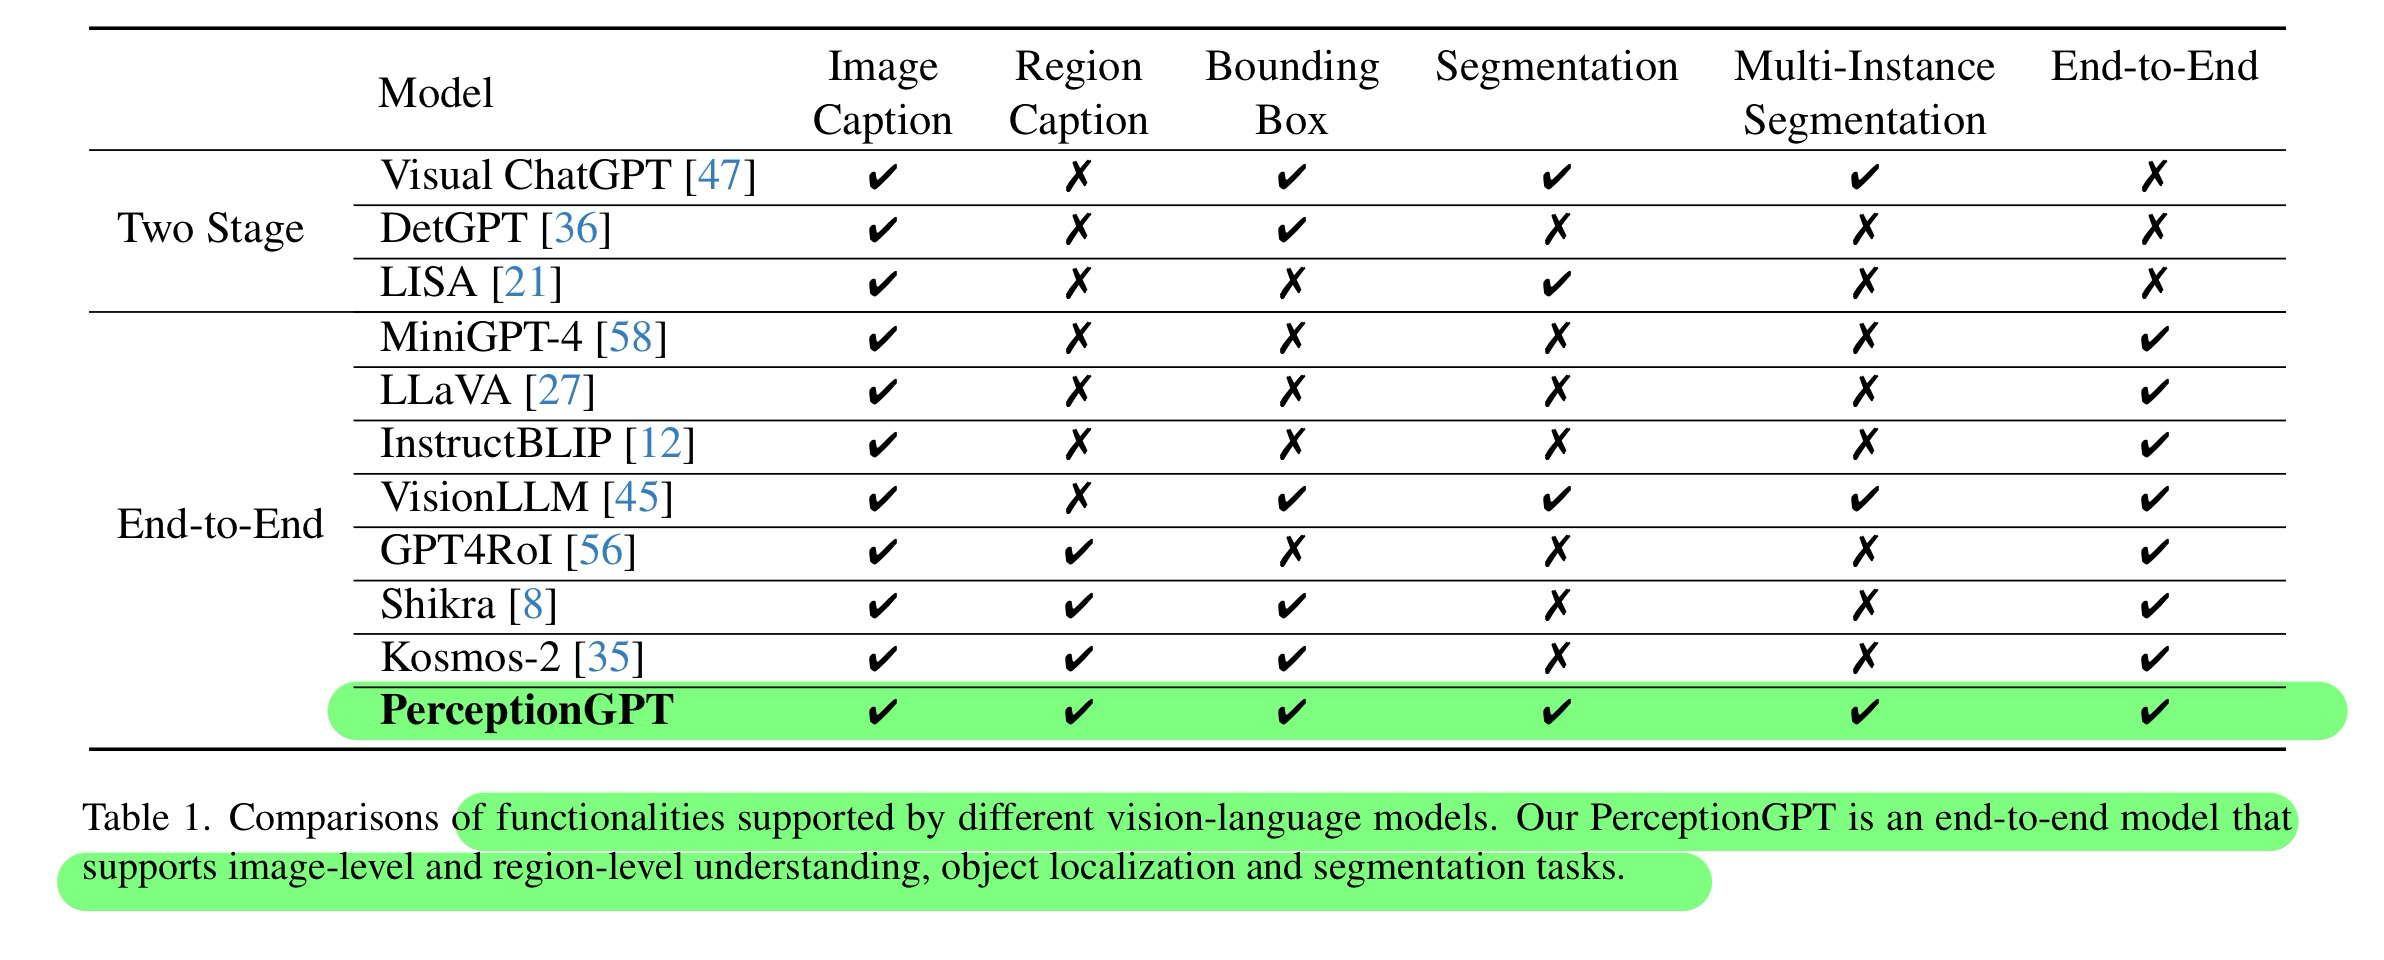 Model Image Caption Region Caption Bounding Box Segmentation Multi-Instance Segmentation End-to-End
Two Stage
Visual ChatGPT [47] ✔ ✗ ✔ ✔ ✔ ✗
DetGPT [36] ✔ ✗ ✔ ✗ ✗ ✗
LISA [21] ✔ ✗ ✗ ✔ ✗ ✗
End-to-End
MiniGPT-4 [58] ✔ ✗ ✗ ✗ ✗ ✔
LLaVA [27] ✔ ✗ ✗ ✗ ✗ ✔
InstructBLIP [12] ✔ ✗ ✗ ✗ ✗ ✔
VisionLLM [45] ✔ ✗ ✔ ✔ ✔ ✔
GPT4RoI [56] ✔ ✔ ✗ ✗ ✗ ✔
Shikra [8] ✔ ✔ ✔ ✗ ✗ ✔
Kosmos-2 [35] ✔ ✔ ✔ ✗ ✗ ✔
PerceptionGPT ✔ ✔ ✔ ✔ ✔ ✔
Table 1. Comparisons of functionalities supported by different vision-language models. Our PerceptionGPT is an end-to-end model that
supports image-level and region-level understanding, object localization and segmentation tasks.